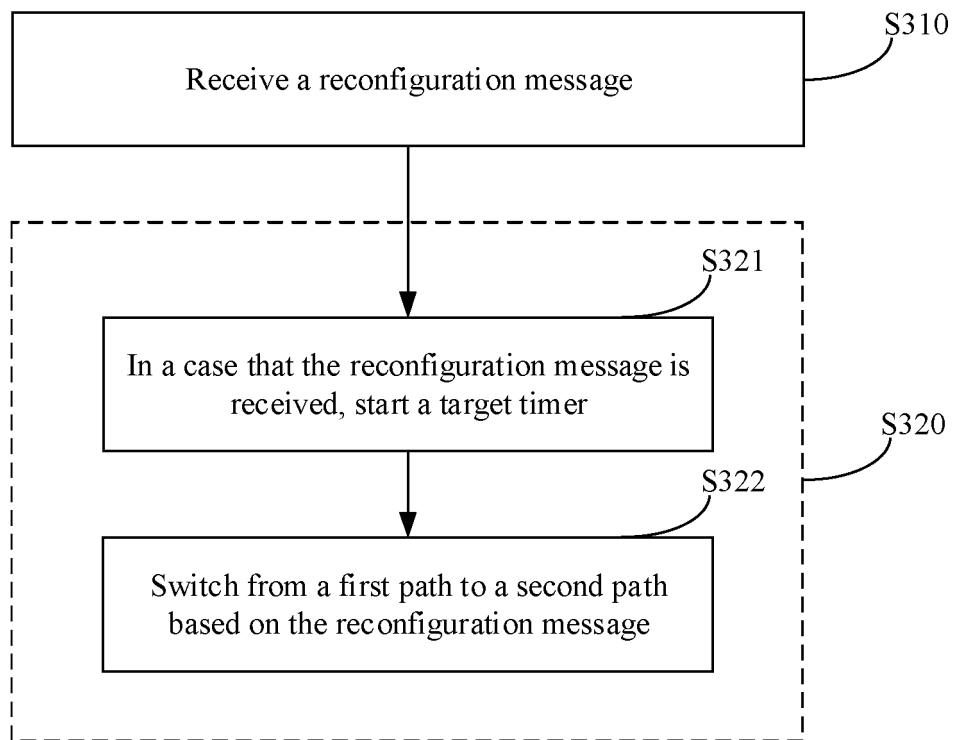 S310
Receive a reconfiguration message
S321
In a case that the reconfiguration message is
received, start a target timer
S320
S322
Switch from a first path to a second path
based on the reconfiguration message